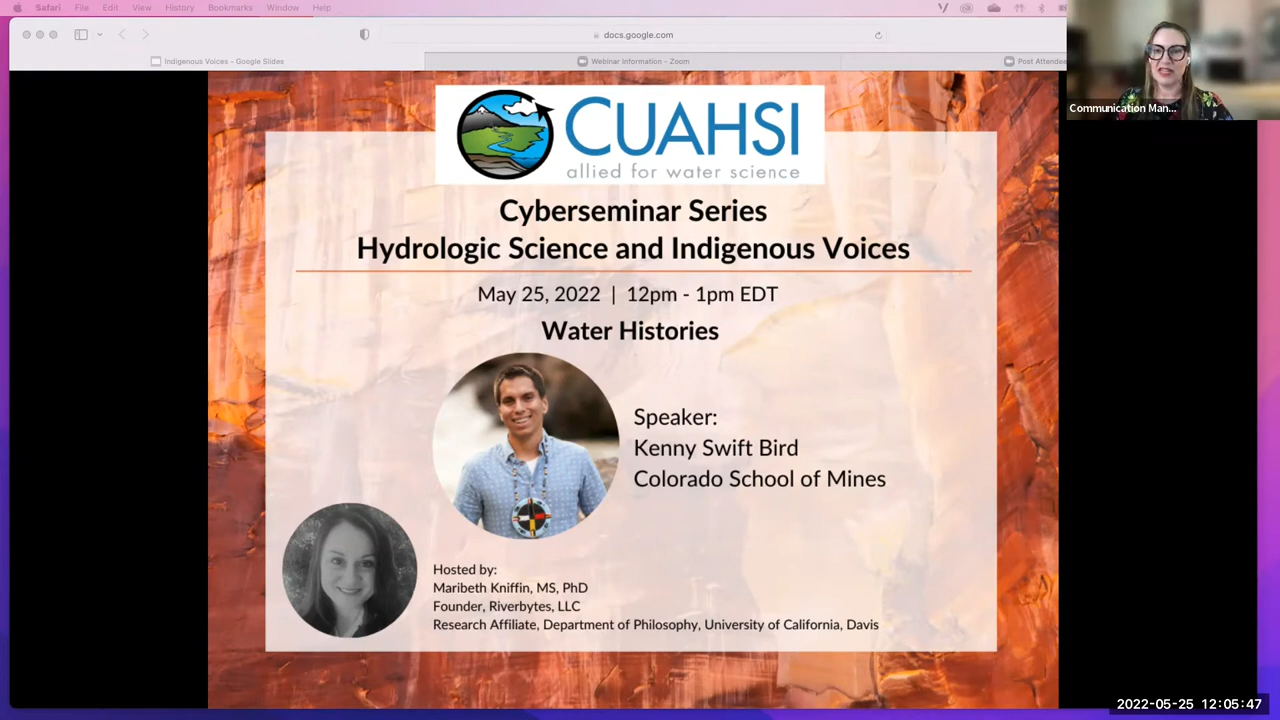 Safari File Edit View History Bookmarks Window Help
docs.google.com
Indigenous Voices – Google Slides
Webinar Information - Zoom
Post Attendee
Communication Man...
CUAHSI
allied for water science
Cyberseminar Series
Hydrologic Science and Indigenous Voices
May 25, 2022 | 12pm - 1pm EDT
Water Histories
Speaker:
Kenny Swift Bird
Colorado School of Mines
Hosted by:
Maribeth Kniffin, MS, PhD
Founder, Riverbytes, LLC
Research Affiliate, Department of Philosophy, University of California, Davis
2022-05-25 12:05:47